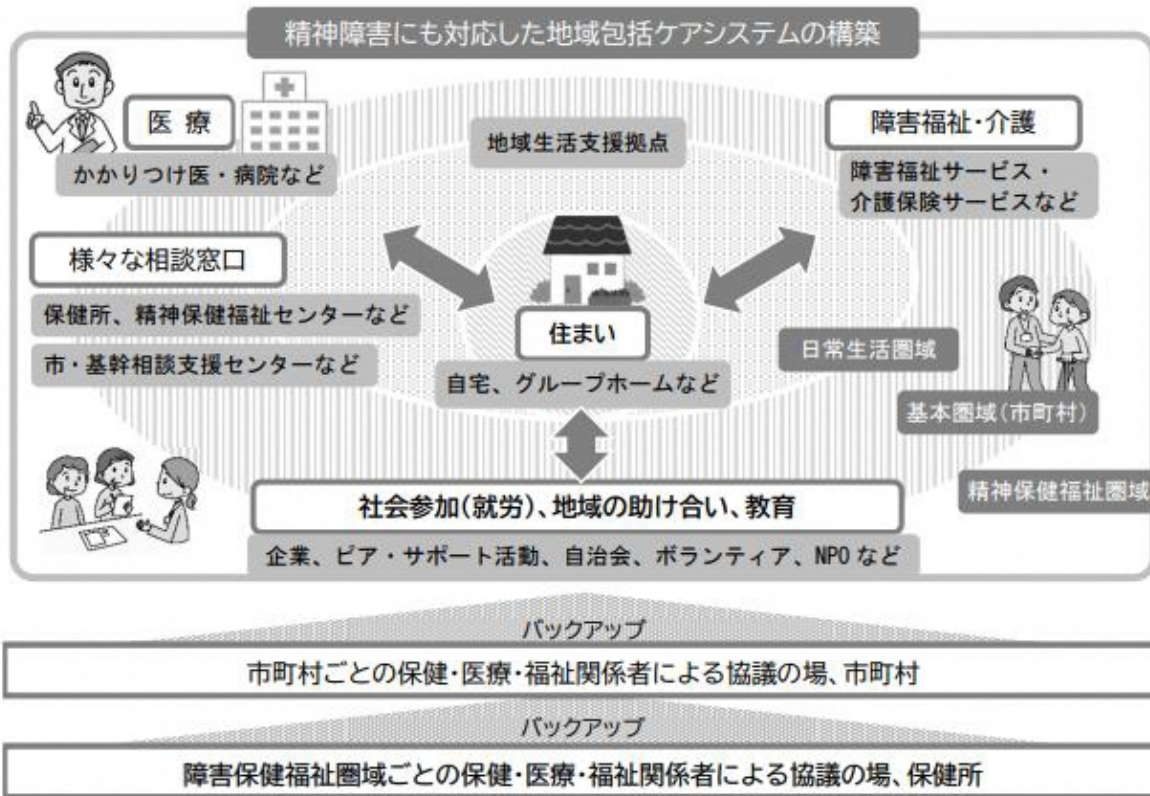 精神障害にも対応した地域包括ケアシステムの構築
医 療
かかりつけ医・病院など
地域生活支援拠点
障害福祉・介護
障害福祉サービス・
介護保険サービスなど
様々な相談窓口
保健所、精神保健福祉センターなど
市・基幹相談支援センターなど
住まい
自宅、グループホームなど
日常生活圏域
基本圏域(市町村)
精神保健福祉圏域
社会参加(就労)、地域の助け合い、教育
企業、ピア・サポート活動、自治会、ボランティア、NPOなど
バックアップ
市町村ごとの保健・医療・福祉関係者による協議の場、市町村
バックアップ
障害保健福祉圏域ごとの保健・医療・福祉関係者による協議の場、保健所